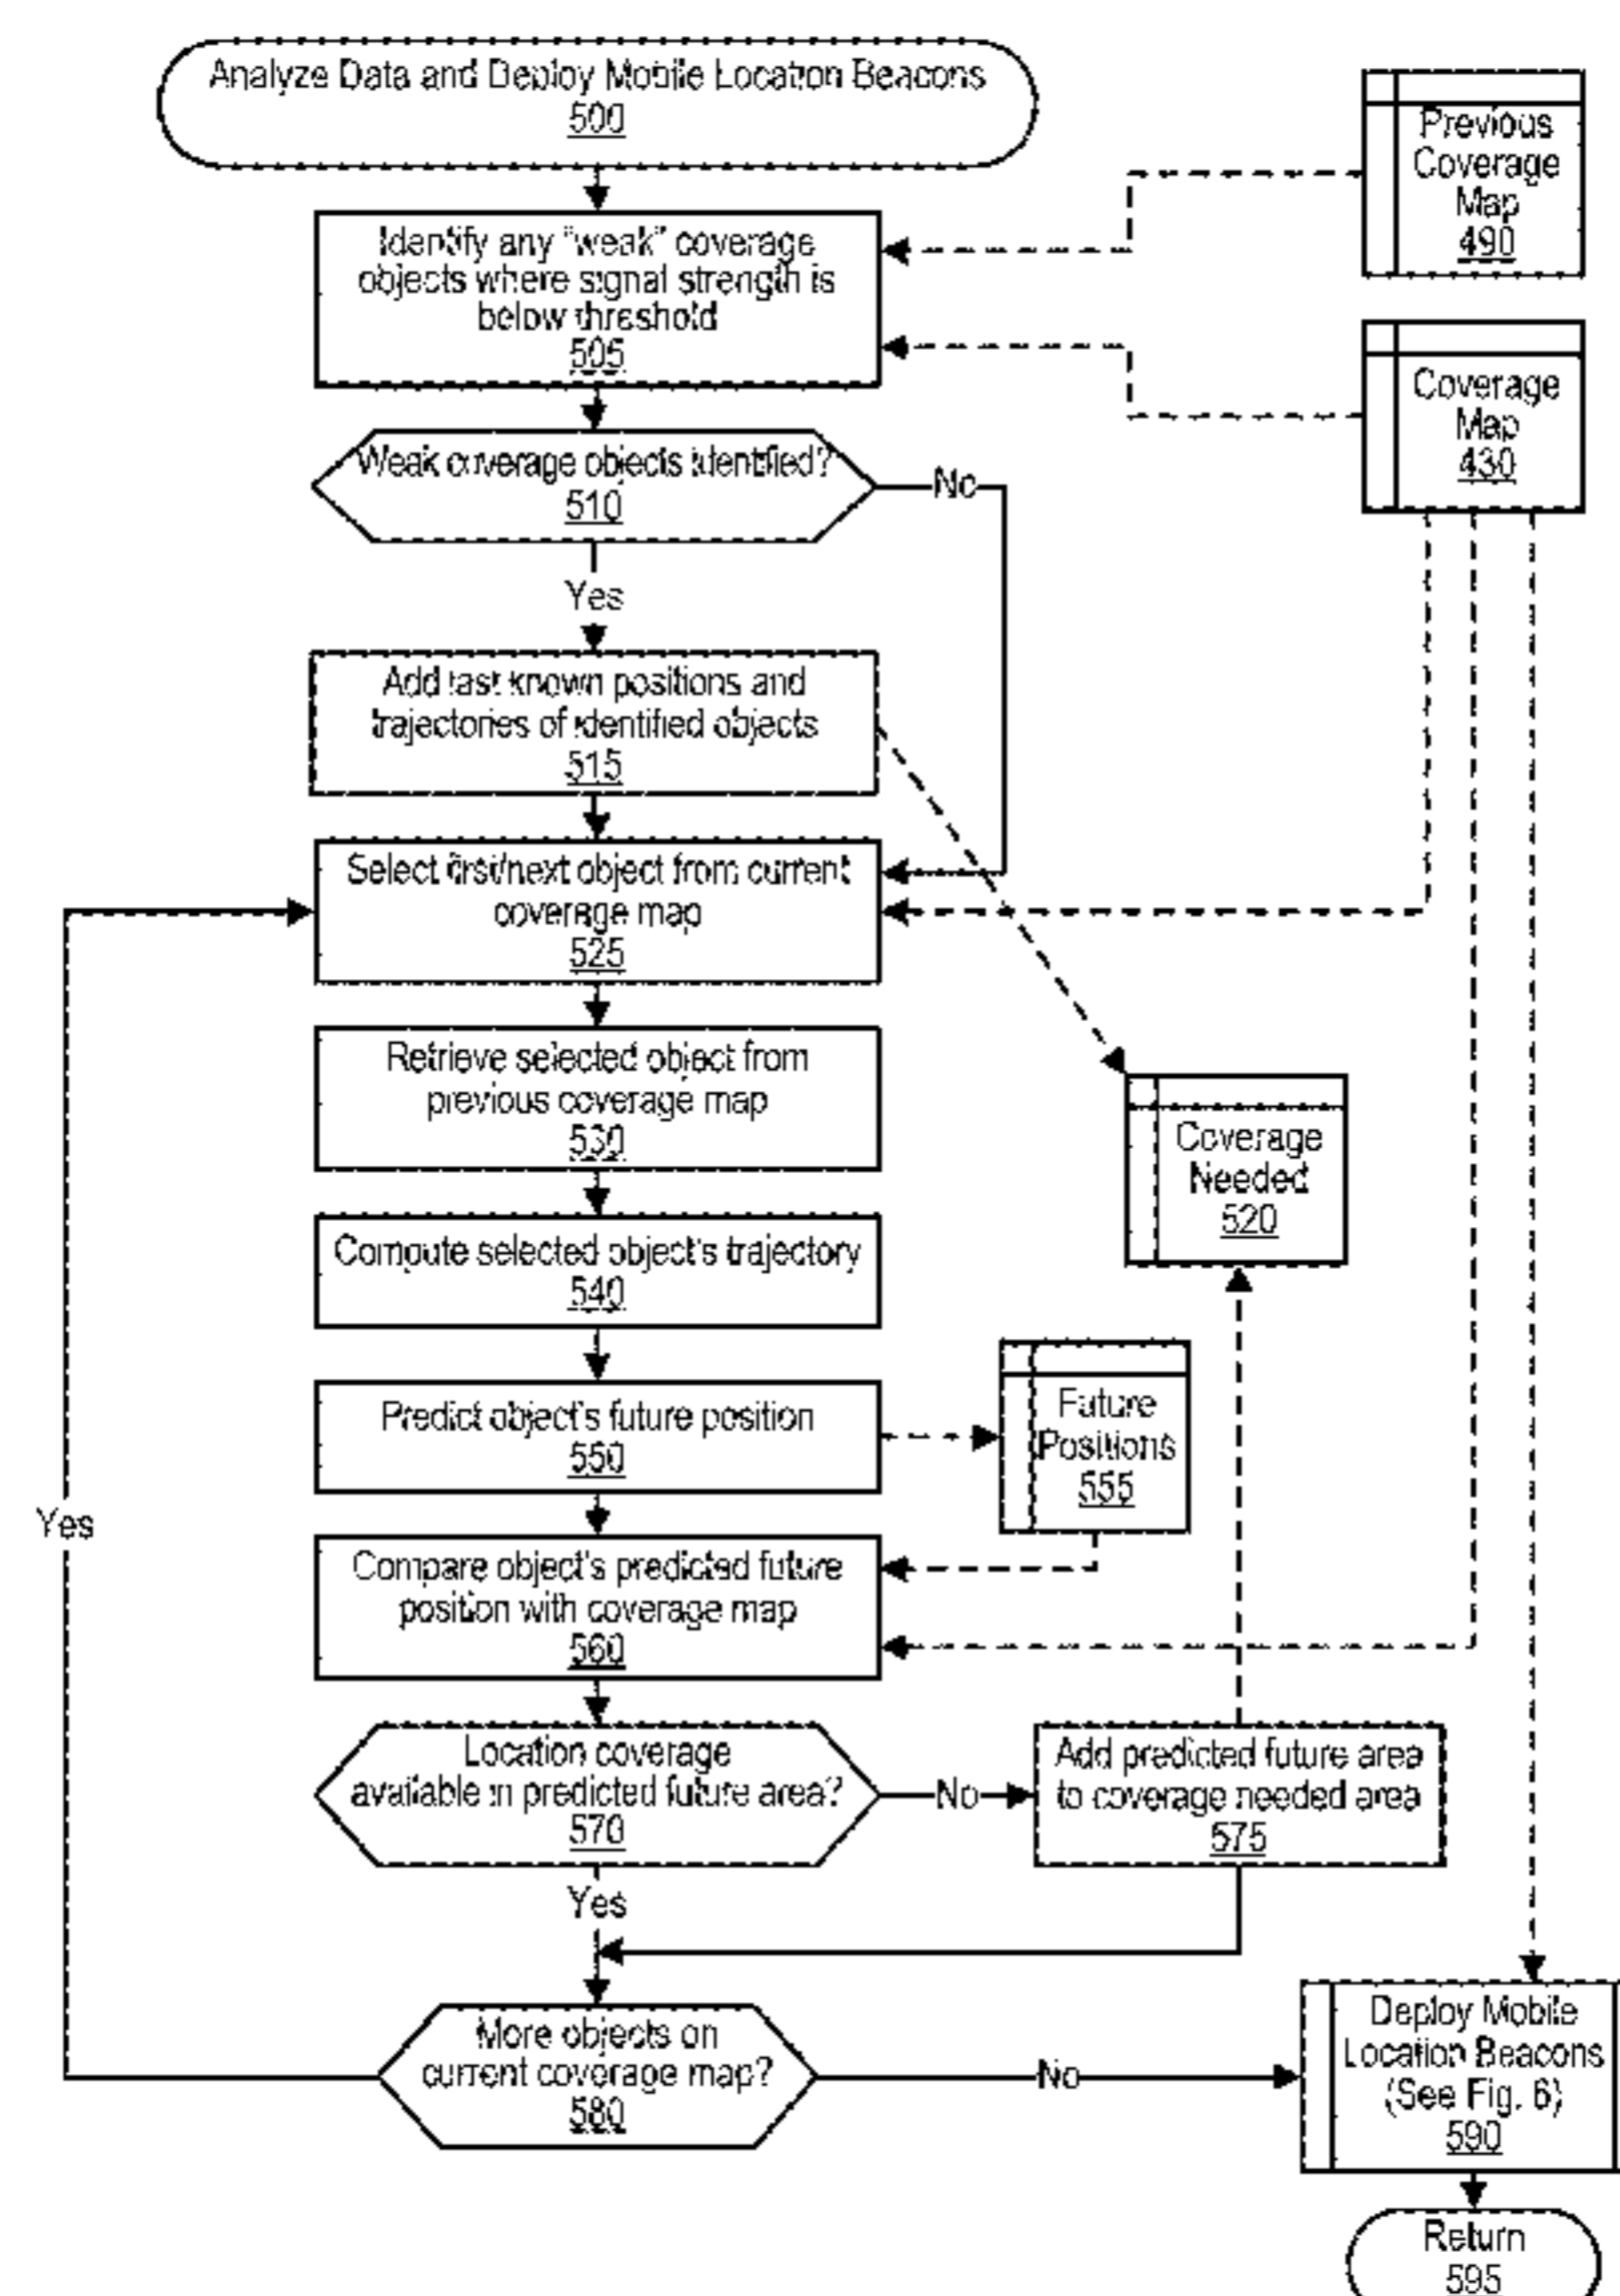 Analyze Data and Deploy Mobile Location Beacons
500
Previous
Coverage
Map
490
Identify any "weak" coverage
objects where signal strength is
below threshold
505
Coverage
Map
430
Weak coverage objects identified?
510
No
Yes
Add last known positions and
trajectories of identified objects
515
Select first/next object from current
coverage map
525
Retrieve selected object from
previous coverage map
530
Coverage
Needed
520
Compute selected object's trajectory
540
Predict object's future position
550
Future
Positions
555
Yes
Compare object's predicted future
position with coverage map
560
Location coverage
available in predicted future area?
570
No
Add predicted future area
to coverage needed area
575
Yes
More objects on
current coverage map?
580
No
Deploy Mobile
Location Beacons
(See Fig. 6)
590
Return
595